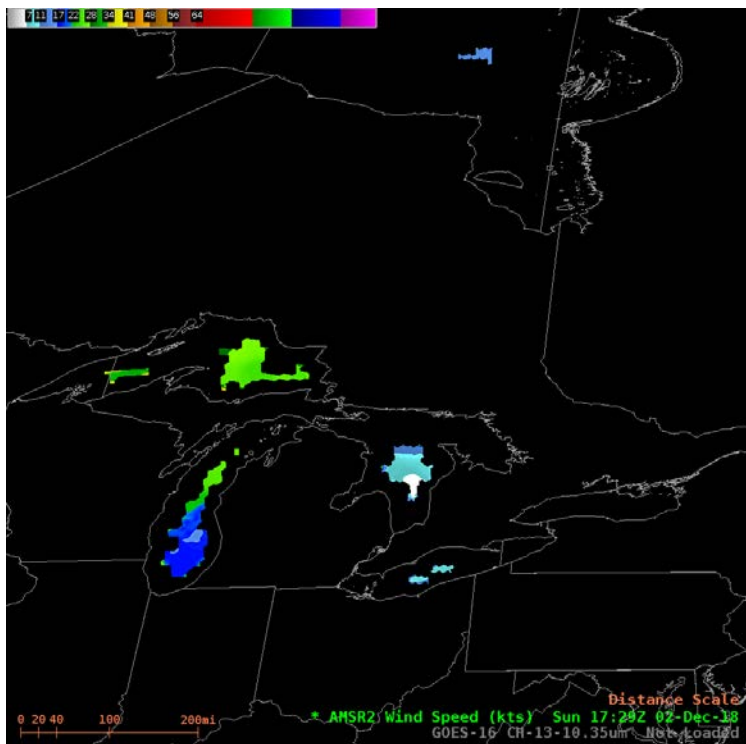 7 11 17 22 28 34 41 48 56 64
Distance Scale
0 20 40 100 200mi
* AMSR2 Wind Speed (kts) Sun 17:29Z 02-Dec-18
GOES-16 CH-13-10.35um Not Loaded